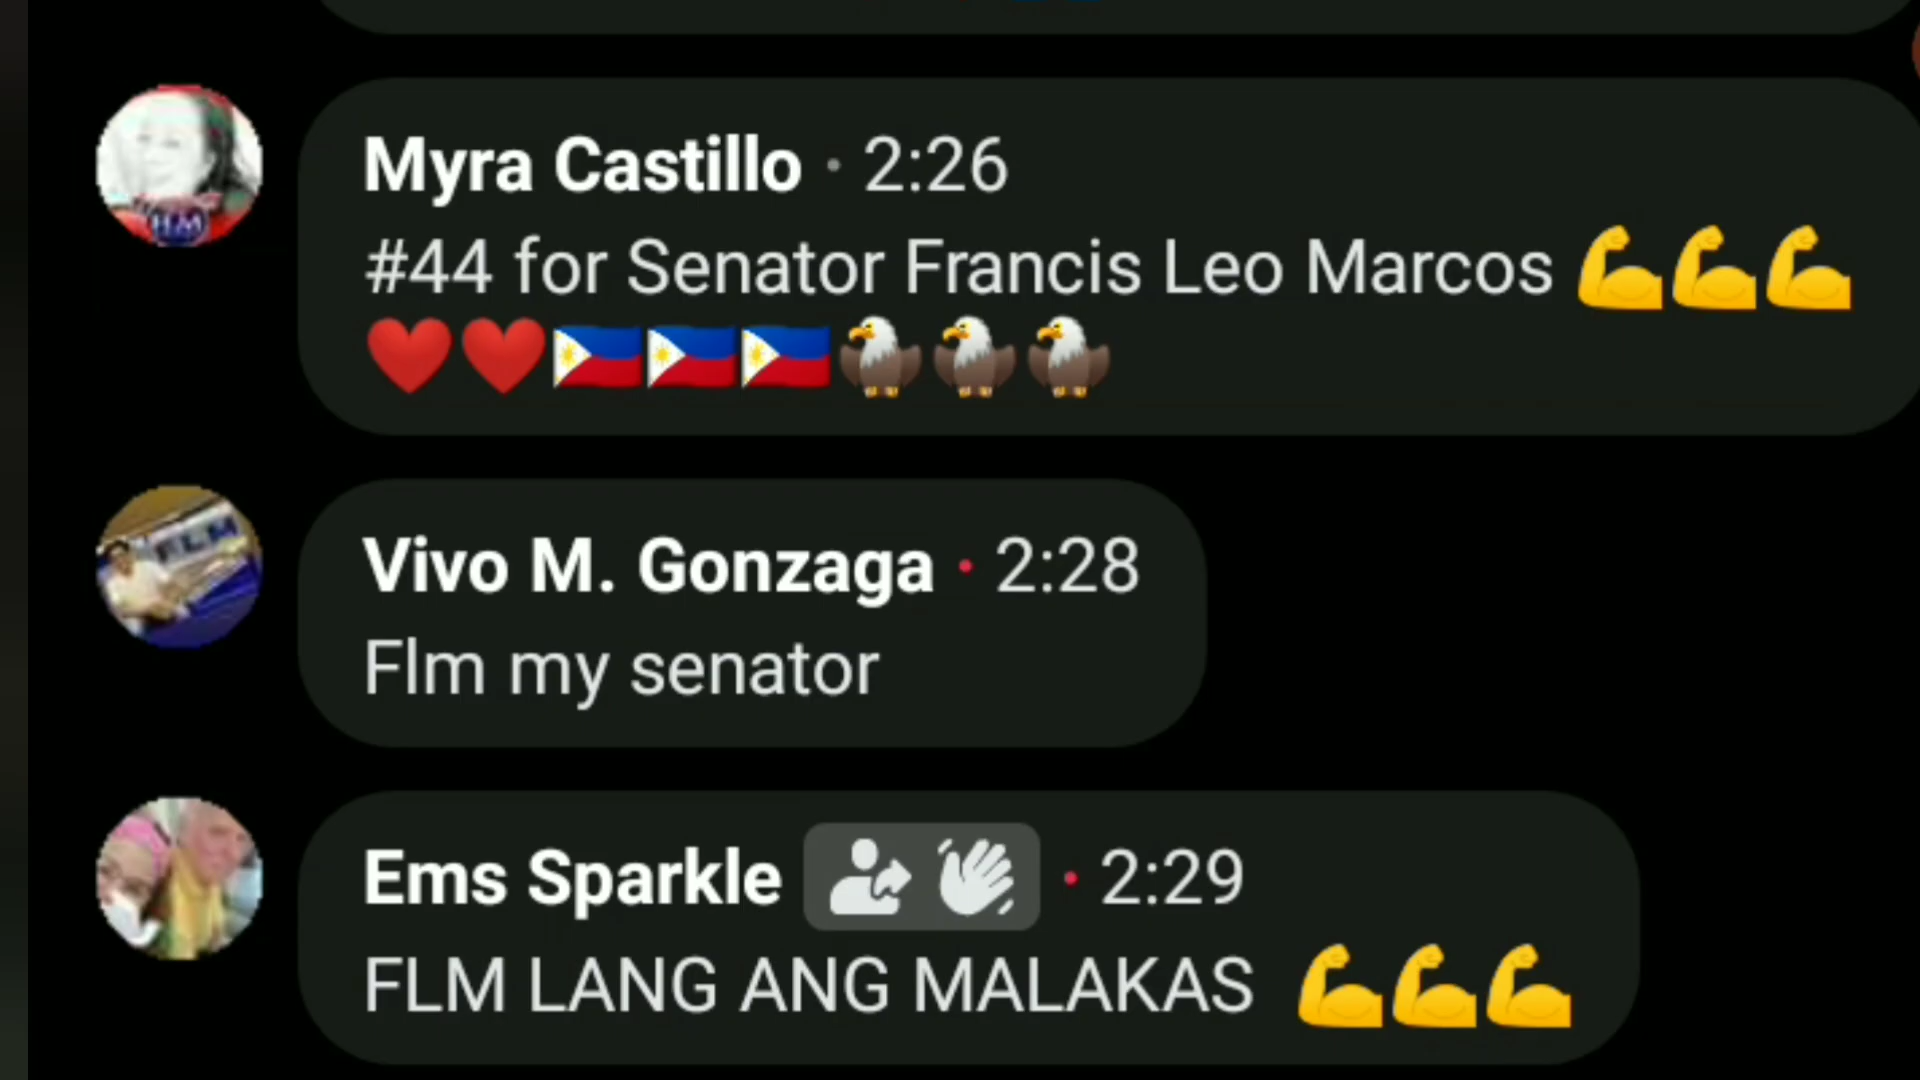 Myra Castillo · 2:26
#44 for Senator Francis Leo Marcos 💪💪💪
❤️❤️🇵🇭🇵🇭🇵🇭🦅🦅🦅
FLM
Vivo M. Gonzaga · 2:28
Flm my senator
Ems Sparkle · 2:29
FLM LANG ANG MALAKAS 💪💪💪